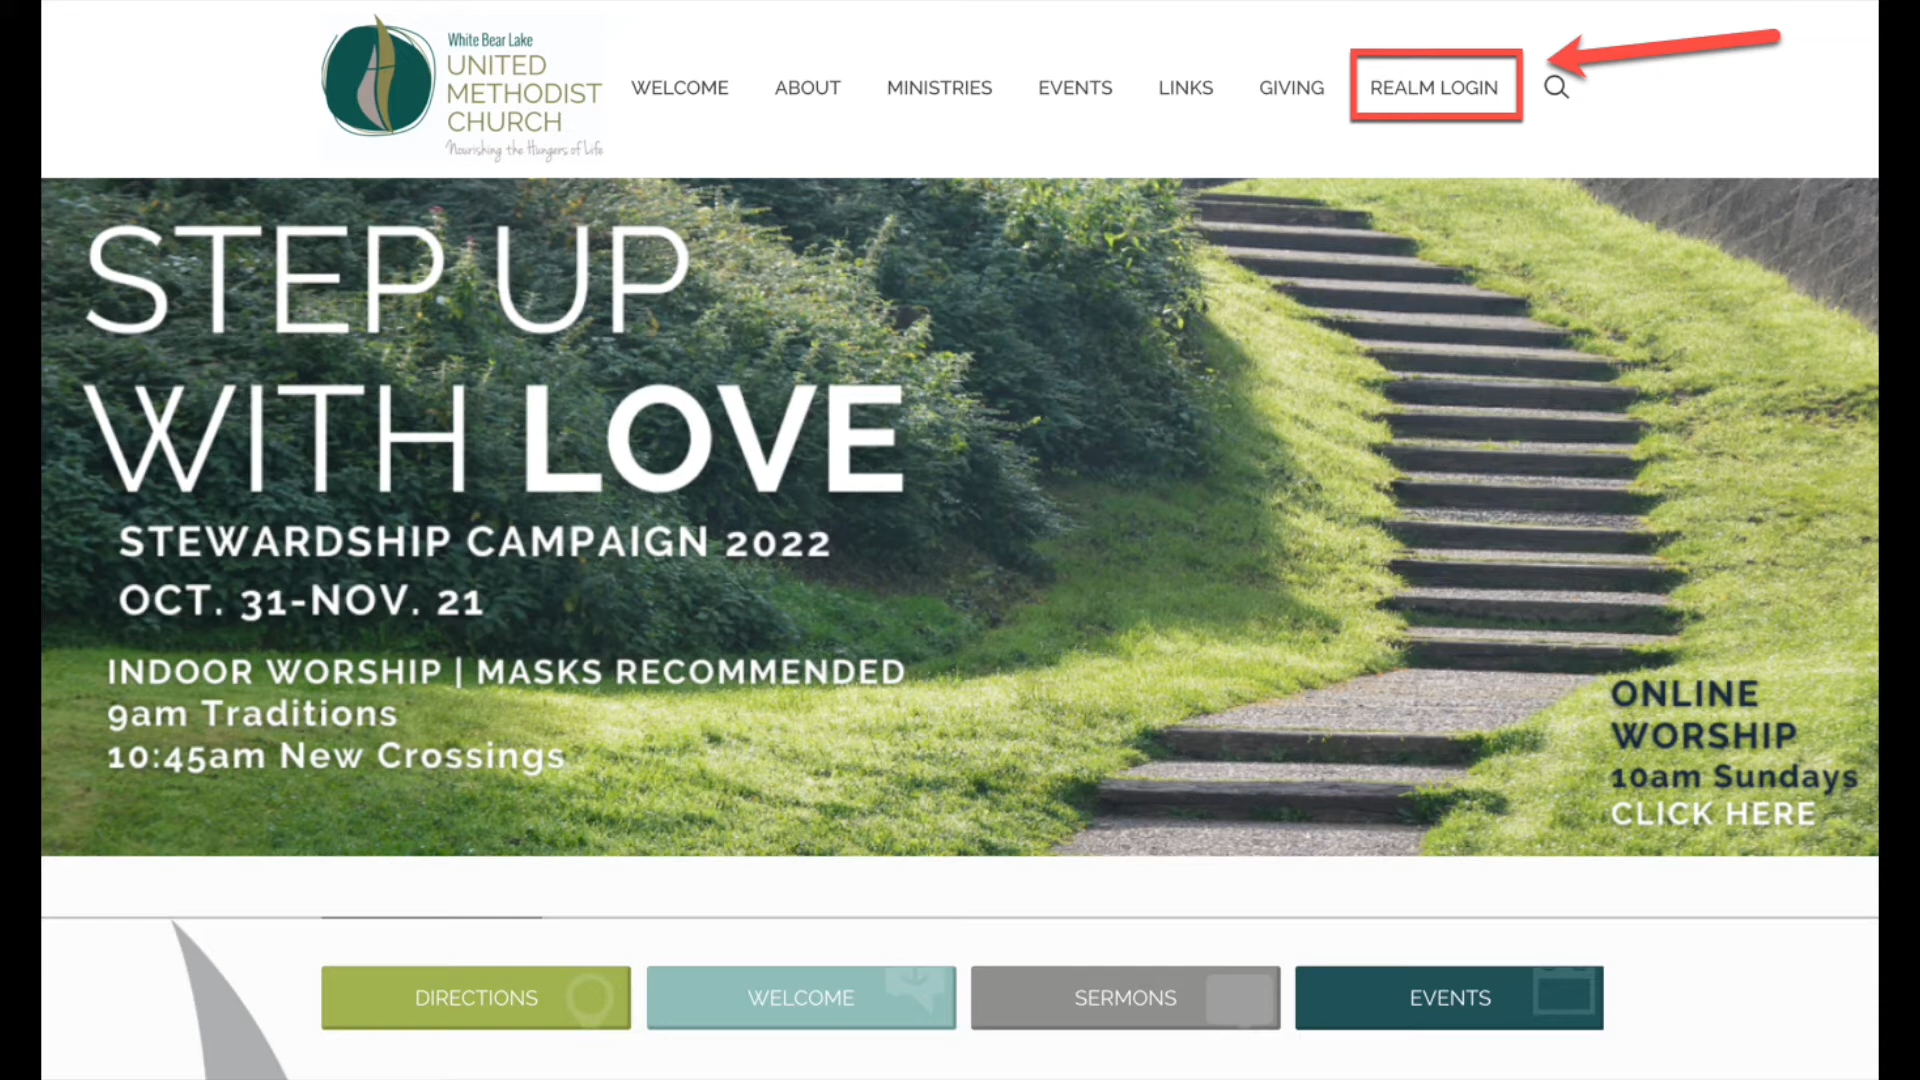 White Bear Lake
UNITED
METHODIST
CHURCH
Nourishing the Hungers of Life
WELCOME
ABOUT
MINISTRIES
EVENTS
LINKS
GIVING
REALM LOGIN
STEP UP
WITH LOVE
STEWARDSHIP CAMPAIGN 2022
OCT. 31-NOV. 21
INDOOR WORSHIP | MASKS RECOMMENDED
9am Traditions
10:45am New Crossings
ONLINE
WORSHIP
10am Sundays
CLICK HERE
DIRECTIONS
WELCOME
SERMONS
EVENTS